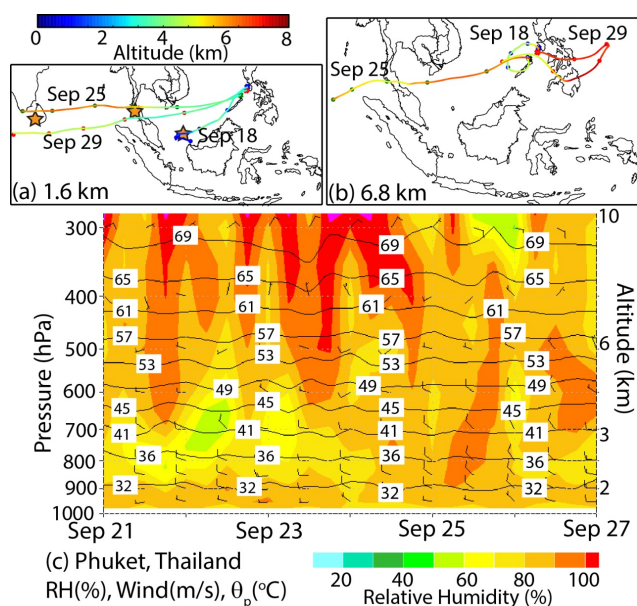 0 2 4 6 8
Altitude (km)
Sep 25
Sep 29
Sep 18
(a) 1.6 km
Sep 18 Sep 29
Sep 25
(b) 6.8 km
300
400
500
600
700
800
900
1000
Pressure (hPa)
10
6
3
2
Altitude (km)
69 69 69
65 65 65 65
61 61 61 61
57 57 57 57
53 53 53 53
49 49 49
45 45 45 45
41 41 41 41
36 36 36 36
32 32 32 32
Sep 21 Sep 23 Sep 25 Sep 27
(c) Phuket, Thailand
RH(%), Wind(m/s), θp(°C)
20 40 60 80 100
Relative Humidity (%)